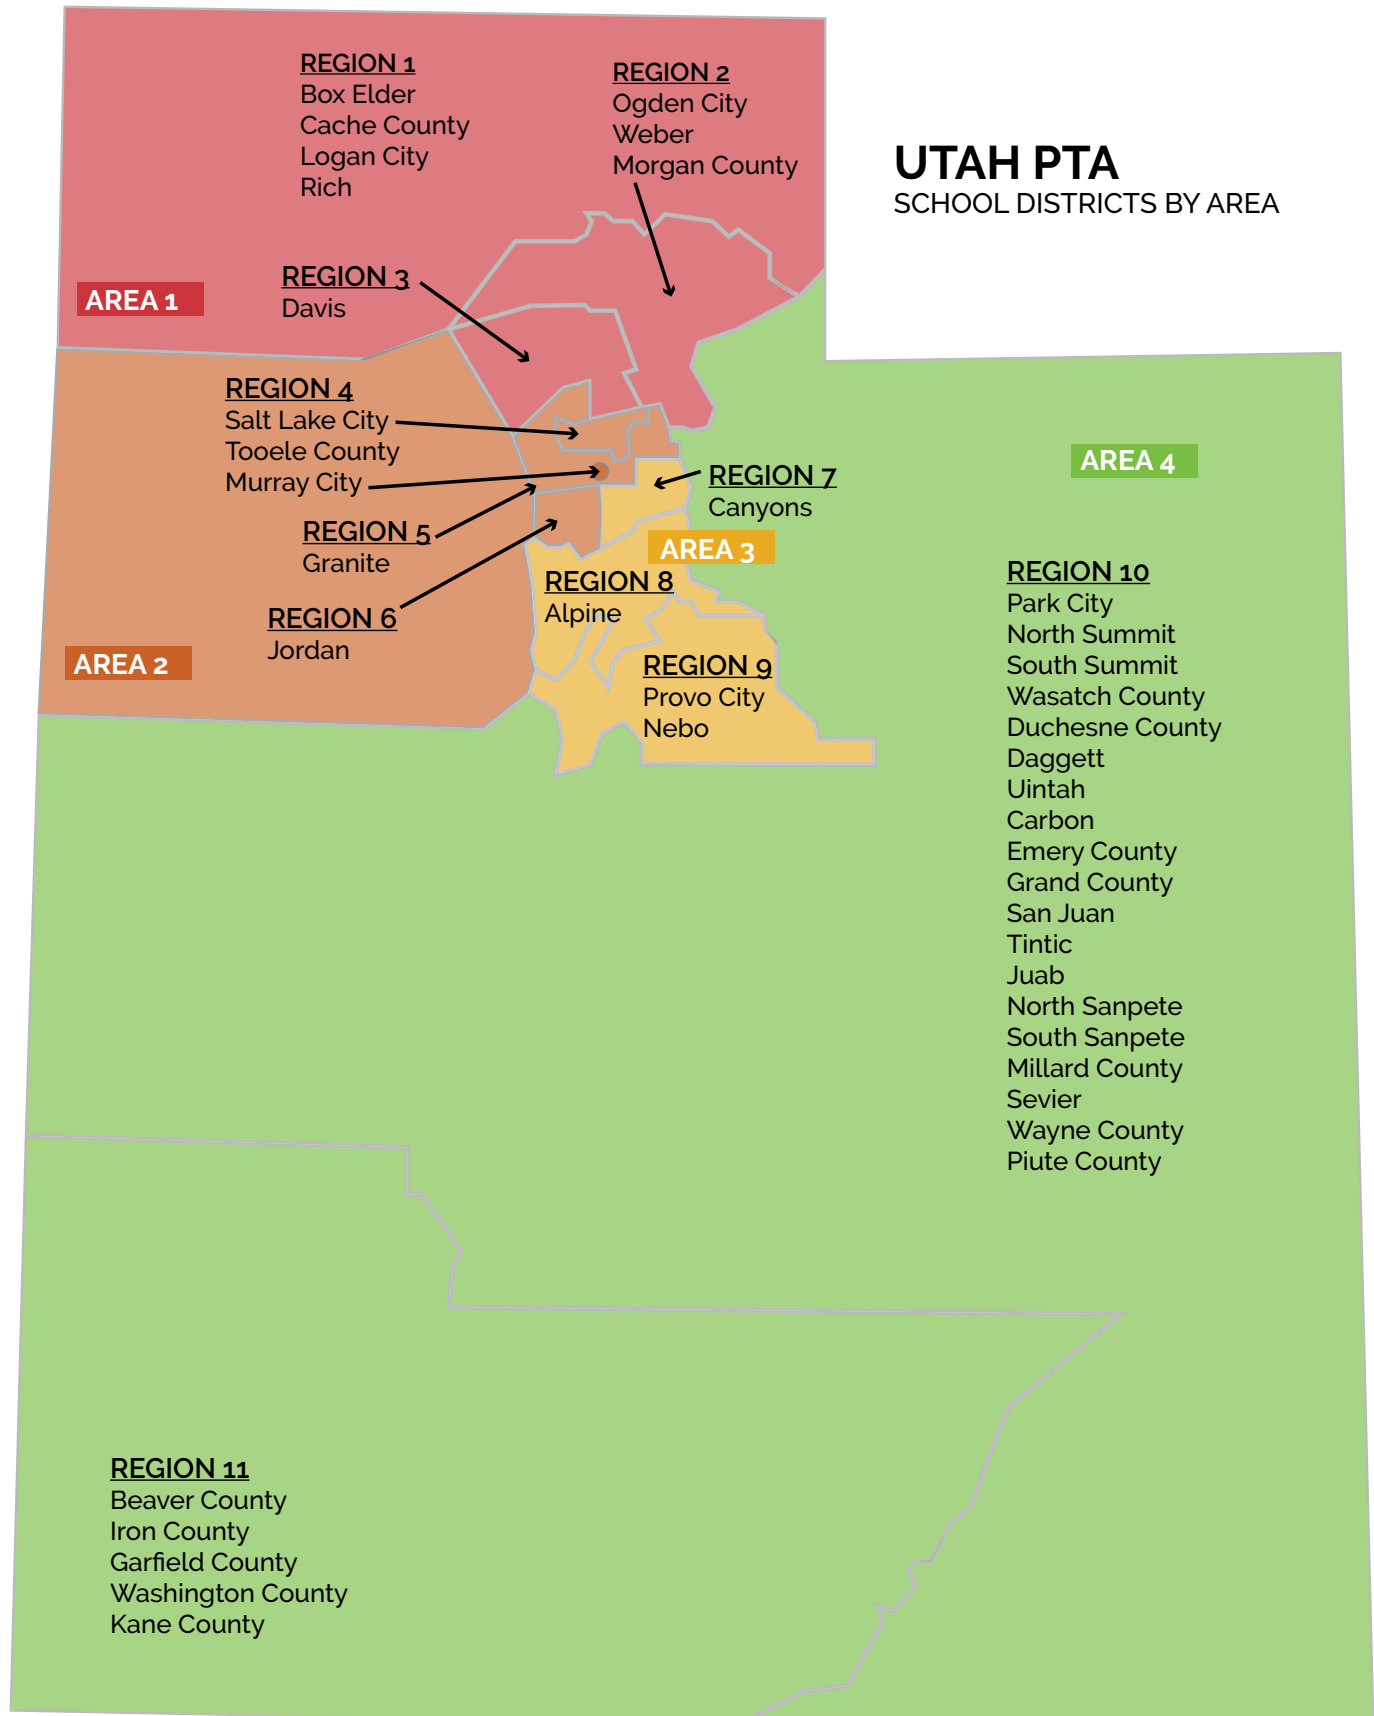 REGION 1
Box Elder
Cache County
Logan City
Rich
REGION 2
Ogden City
Weber
Morgan County
UTAH PTA
SCHOOL DISTRICTS BY AREA
REGION 3
Davis
AREA 1
REGION 4
Salt Lake City
Tooele County
Murray City
AREA 4
REGION 7
Canyons
REGION 5
Granite
AREA 3
REGION 8
Alpine
REGION 6
Jordan
AREA 2
REGION 9
Provo City
Nebo
REGION 10
Park City
North Summit
South Summit
Wasatch County
Duchesne County
Daggett
Uintah
Carbon
Emery County
Grand County
San Juan
Tintic
Juab
North Sanpete
South Sanpete
Millard County
Sevier
Wayne County
Piute County
REGION 11
Beaver County
Iron County
Garfield County
Washington County
Kane County